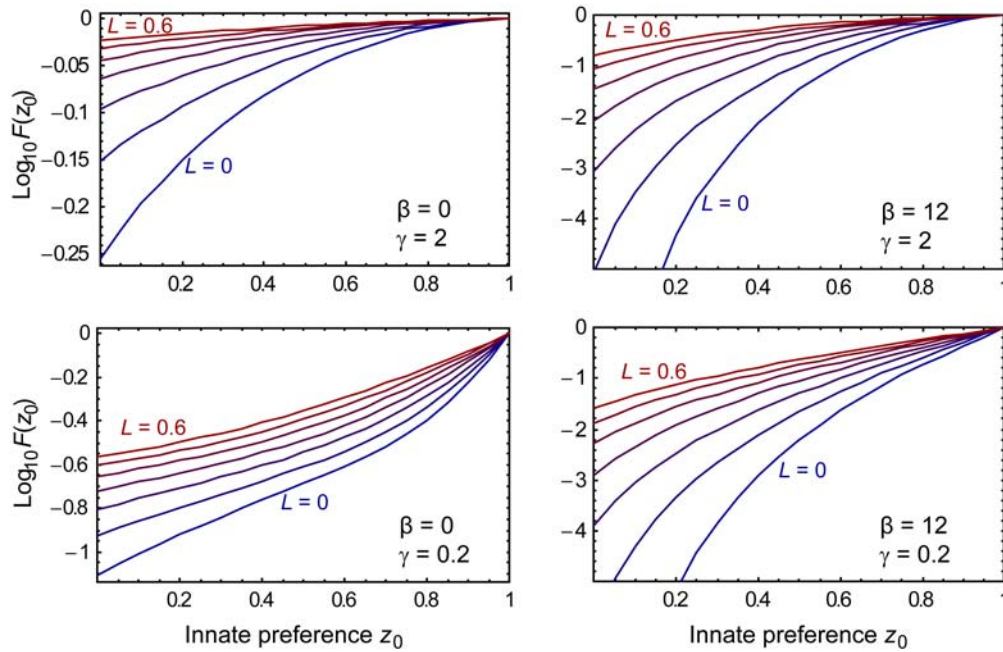 Log₁₀F(z₀)
0
−0.05
−0.1
−0.15
−0.2
−0.25
L = 0.6
L = 0
β = 0
γ = 2
0.2 0.4 0.6 0.8 1
0
−1
−2
−3
−4
L = 0.6
L = 0
β = 12
γ = 2
0.2 0.4 0.6 0.8 1
Log₁₀F(z₀)
0
−0.2
−0.4
−0.6
−0.8
−1
L = 0.6
L = 0
β = 0
γ = 0.2
0.2 0.4 0.6 0.8 1
Innate preference z₀
0
−1
−2
−3
−4
L = 0.6
L = 0
β = 12
γ = 0.2
0.2 0.4 0.6 0.8 1
Innate preference z₀